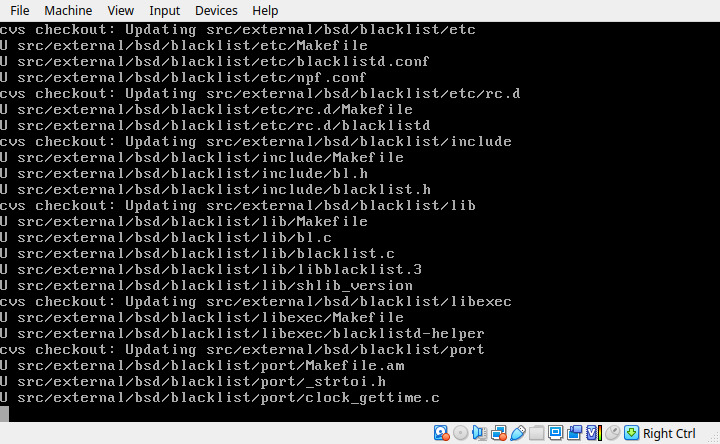 File Machine View Input Devices Help
cvs checkout: Updating src/external/bsd/blacklist/etc
U src/external/bsd/blacklist/etc/Makefile
U src/external/bsd/blacklist/etc/blacklistd.conf
U src/external/bsd/blacklist/etc/npf.conf
cvs checkout: Updating src/external/bsd/blacklist/etc/rc.d
U src/external/bsd/blacklist/etc/rc.d/Makefile
U src/external/bsd/blacklist/etc/rc.d/blacklistd
cvs checkout: Updating src/external/bsd/blacklist/include
U src/external/bsd/blacklist/include/Makefile
U src/external/bsd/blacklist/include/bl.h
U src/external/bsd/blacklist/include/blacklist.h
cvs checkout: Updating src/external/bsd/blacklist/lib
U src/external/bsd/blacklist/lib/Makefile
U src/external/bsd/blacklist/lib/bl.c
U src/external/bsd/blacklist/lib/blacklist.c
U src/external/bsd/blacklist/lib/libblacklist.3
U src/external/bsd/blacklist/lib/shlib_version
cvs checkout: Updating src/external/bsd/blacklist/libexec
U src/external/bsd/blacklist/libexec/Makefile
U src/external/bsd/blacklist/libexec/blacklistd-helper
cvs checkout: Updating src/external/bsd/blacklist/port
U src/external/bsd/blacklist/port/Makefile.am
U src/external/bsd/blacklist/port/_strtoi.h
U src/external/bsd/blacklist/port/clock_gettime.c
Right Ctrl